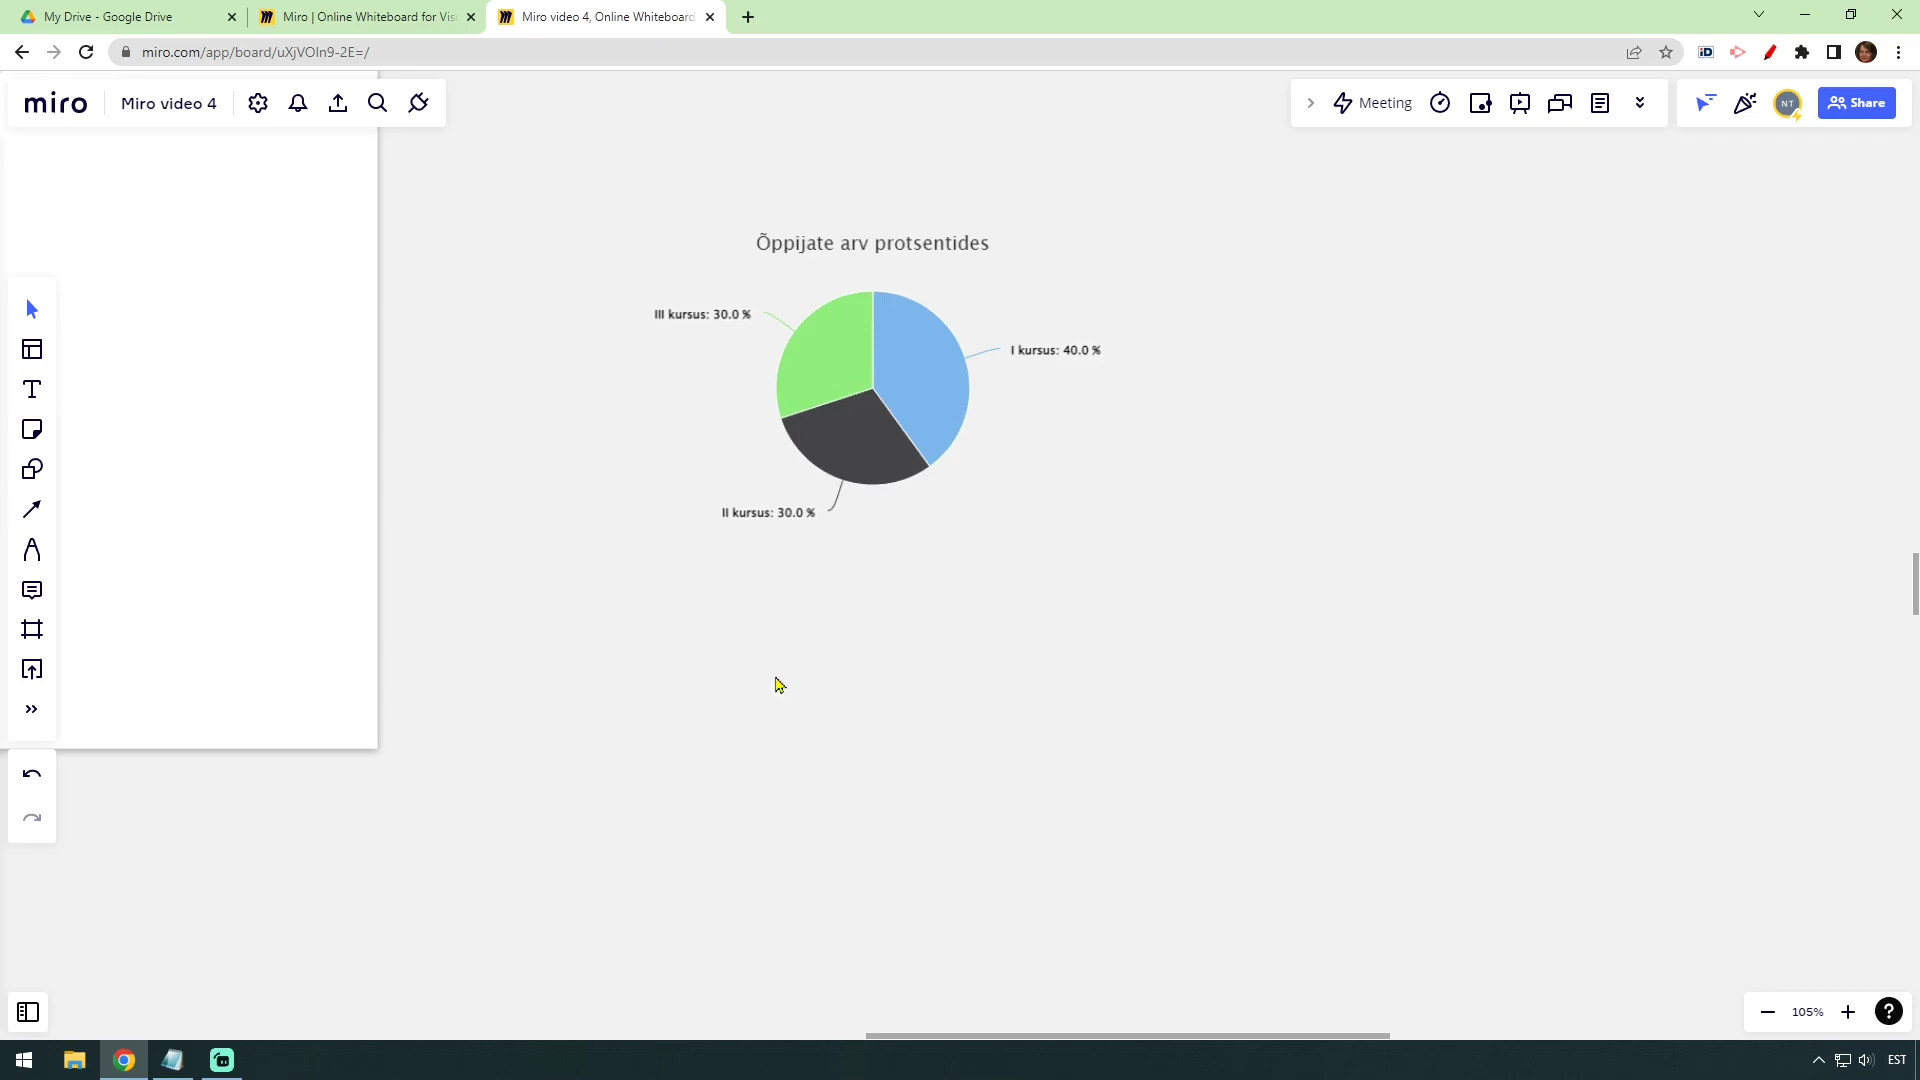 My Drive - Google Drive
Miro | Online Whiteboard for Vis
Miro video 4, Online Whiteboard
miro.com/app/board/uXjVOIn9-2E=/
miro
Miro video 4
Meeting
NT
Share
Õppijate arv protsentides
III kursus: 30.0 %
I kursus: 40.0 %
II kursus: 30.0 %
105%
?
EST